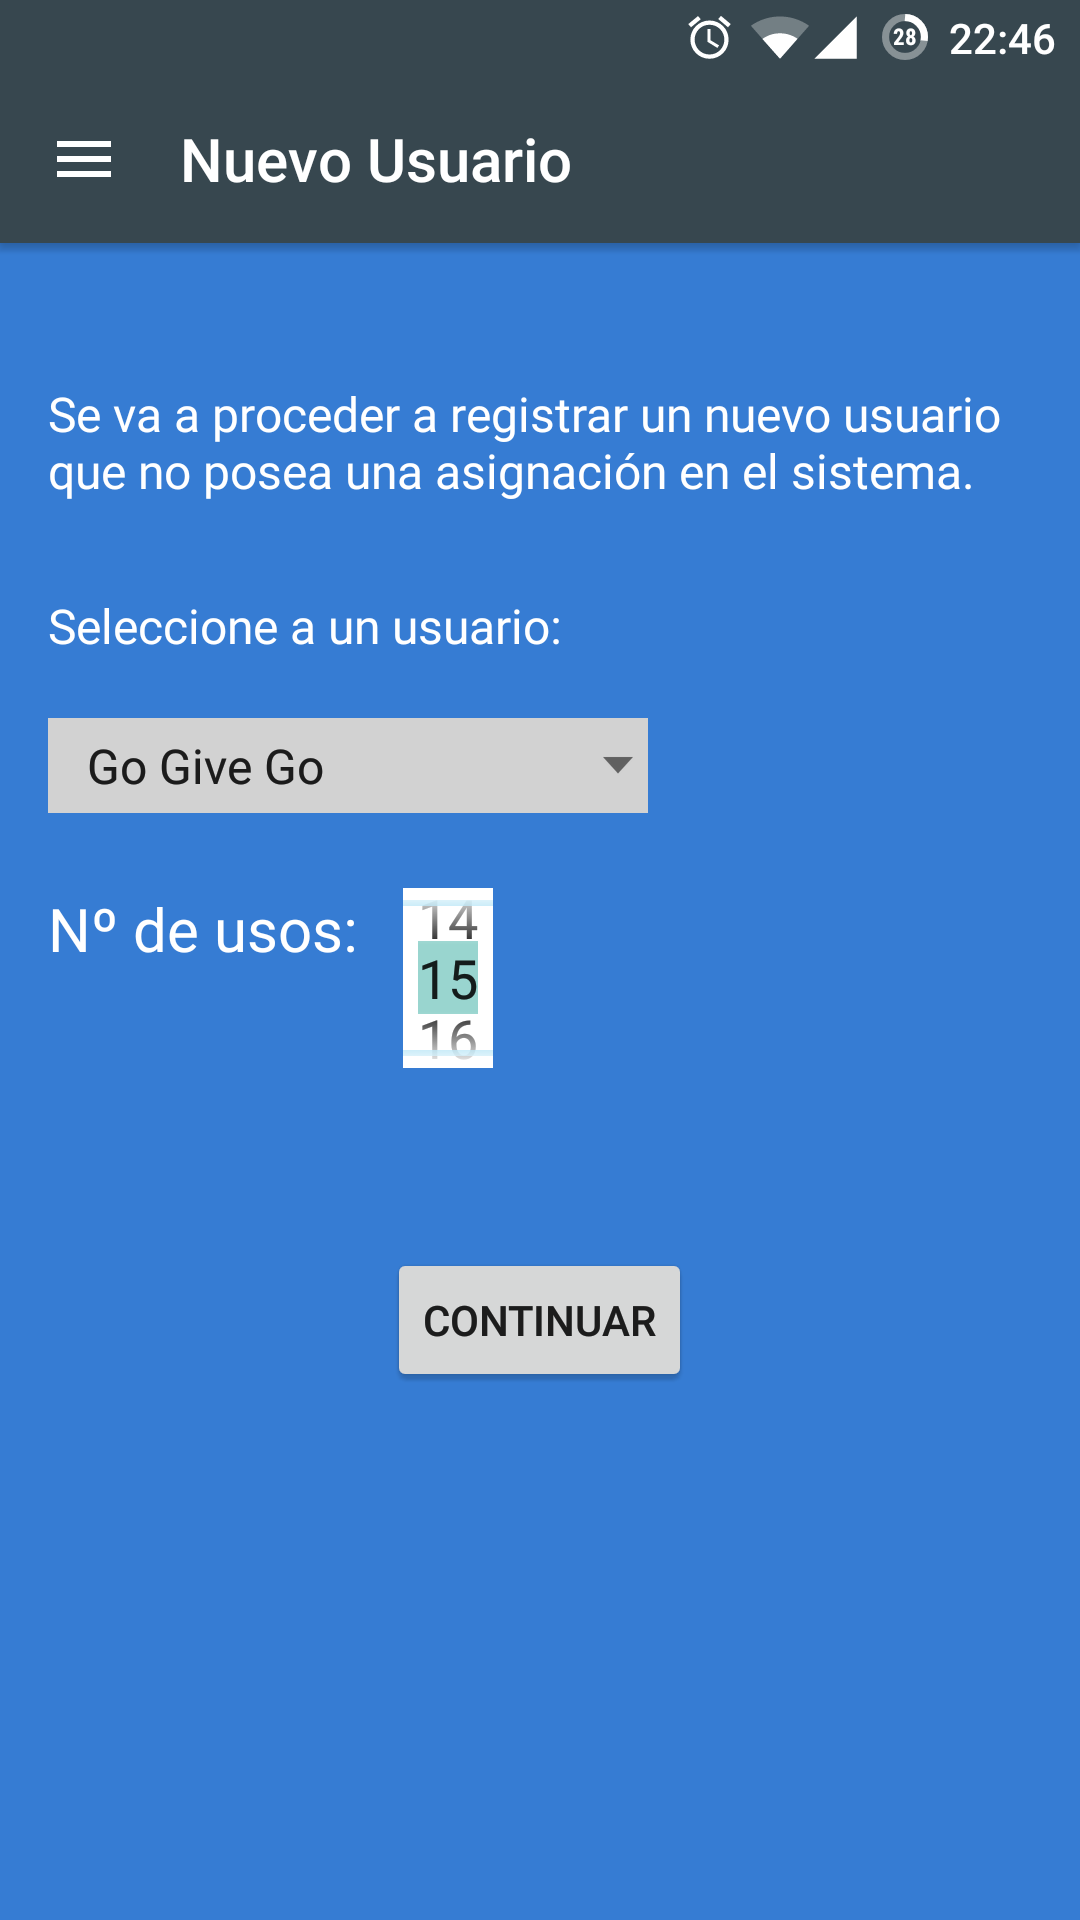 28 22:46
Nuevo Usuario
Se va a proceder a registrar un nuevo usuario
que no posea una asignación en el sistema.
Seleccione a un usuario:
Go Give Go
Nº de usos:
14
15
16
CONTINUAR